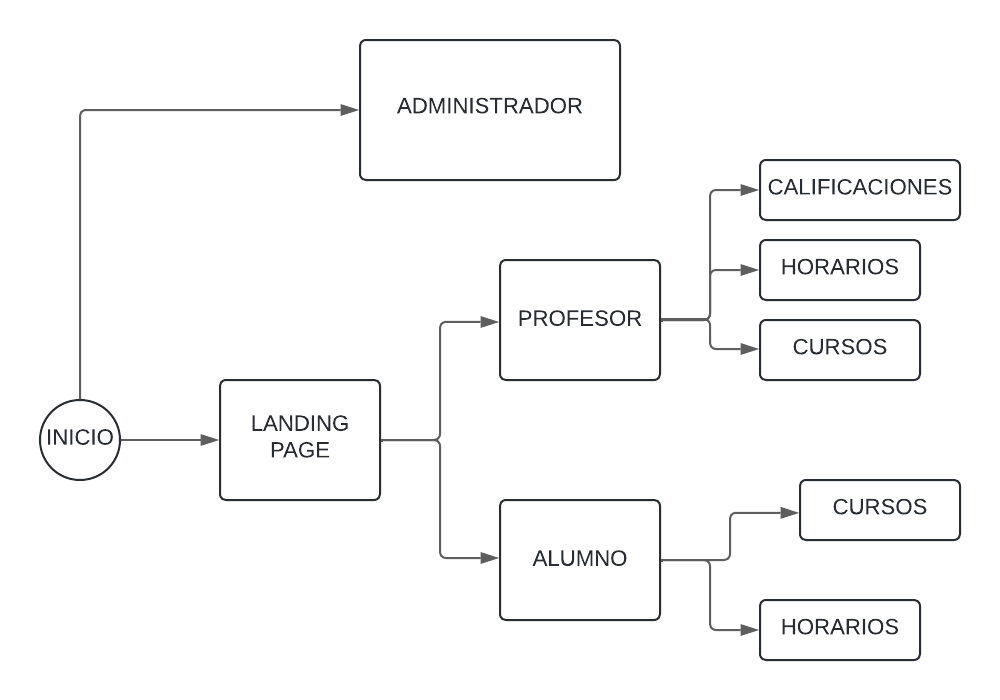 ADMINISTRADOR
CALIFICACIONES
HORARIOS
PROFESOR
CURSOS
INICIO
LANDING
PAGE
CURSOS
ALUMNO
HORARIOS